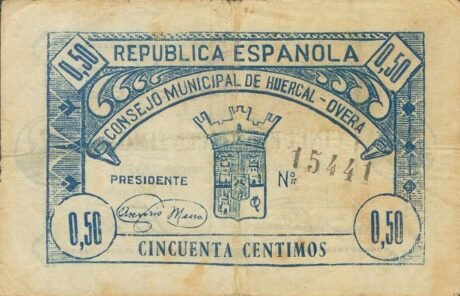 0,50
REPUBLICA ESPAÑOLA
0,50
CONSEJO MUNICIPAL DE HUERCAL-OVERA
PRESIDENTE
Nº 15441
0,50
CINCUENTA CENTIMOS
0,50